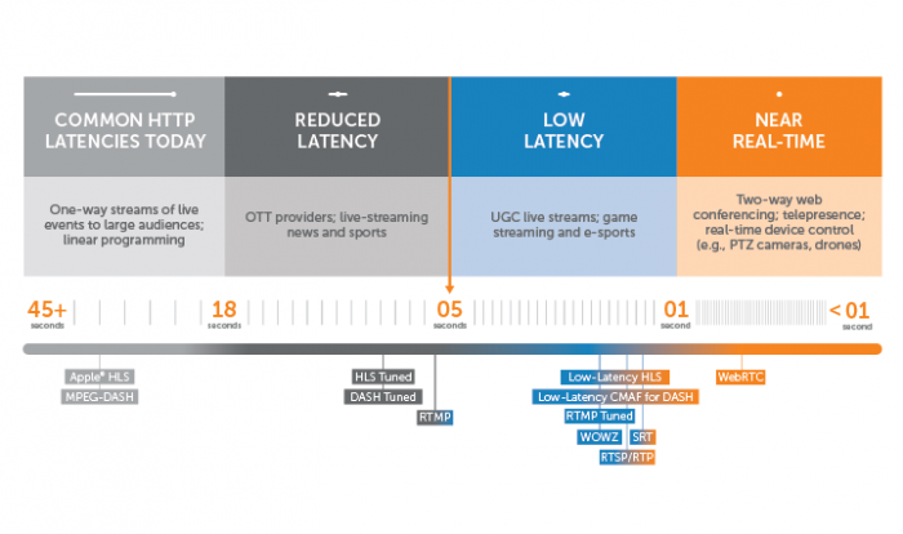 COMMON HTTP
LATENCIES TODAY
REDUCED
LATENCY
LOW
LATENCY
NEAR
REAL-TIME
One-way streams of live
events to large audiences;
linear programming
OTT providers; live-streaming
news and sports
UGC live streams; game
streaming and e-sports
Two-way web
conferencing; telepresence;
real-time device control
(e.g., PTZ cameras, drones)
45+
seconds
18
seconds
05
seconds
01
second
< 01
second
Apple® HLS
MPEG-DASH
HLS Tuned
DASH Tuned
RTMP
Low-Latency HLS
Low-Latency CMAF for DASH
RTMP Tuned
WOWZ
SRT
RTSP/RTP
WebRTC